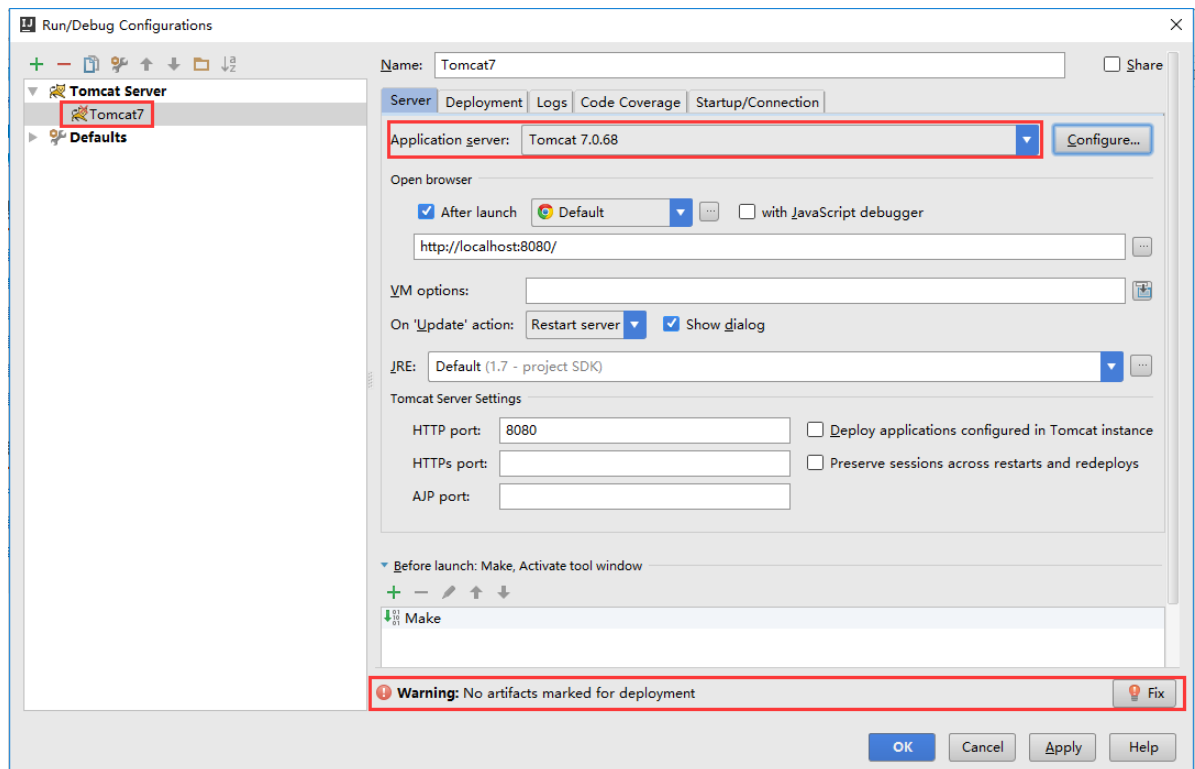 Run/Debug Configurations
Name: Tomcat7
Share
Tomcat Server
Tomcat7
Defaults
Server Deployment Logs Code Coverage Startup/Connection
Application server: Tomcat 7.0.68 Configure...
Open browser
After launch Default ... with JavaScript debugger
http://localhost:8080/ ...
VM options:
On 'Update' action: Restart server Show dialog
JRE: Default (1.7 - project SDK) ...
Tomcat Server Settings
HTTP port: 8080 Deploy applications configured in Tomcat instance
HTTPs port: Preserve sessions across restarts and redeploys
AJP port:
Before launch: Make, Activate tool window
Make
Warning: No artifacts marked for deployment Fix
OK Cancel Apply Help